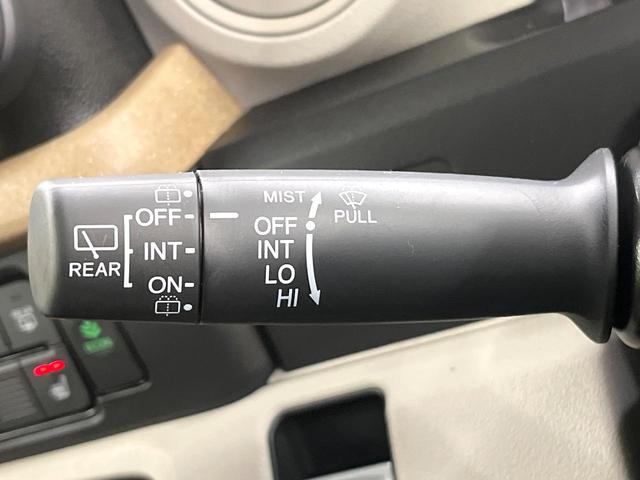 MIST
PULL
OFF
INT
LO
HI
OFF
INT
ON
REAR
ECON